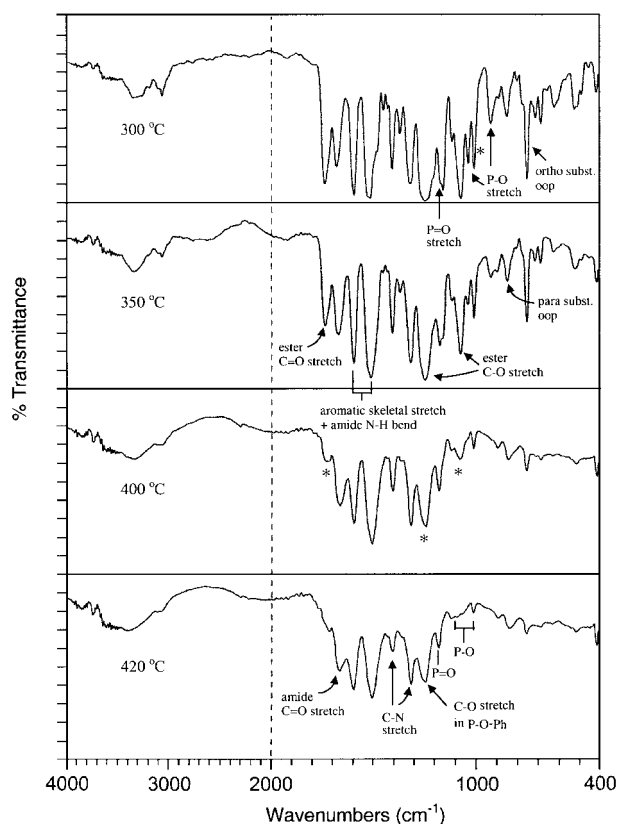 % Transmittance
300 °C
*
P-O
stretch
ortho subst.
oop
P=O
stretch
350 °C
ester
C=O stretch
para subst.
oop
ester
C-O stretch
aromatic skeletal stretch
+ amide N-H bend
400 °C
*
*
*
420 °C
P-O
P=O
amide
C=O stretch
C-N
stretch
C-O stretch
in P-O-Ph
4000
3000
2000
1000
400
Wavenumbers (cm-1)